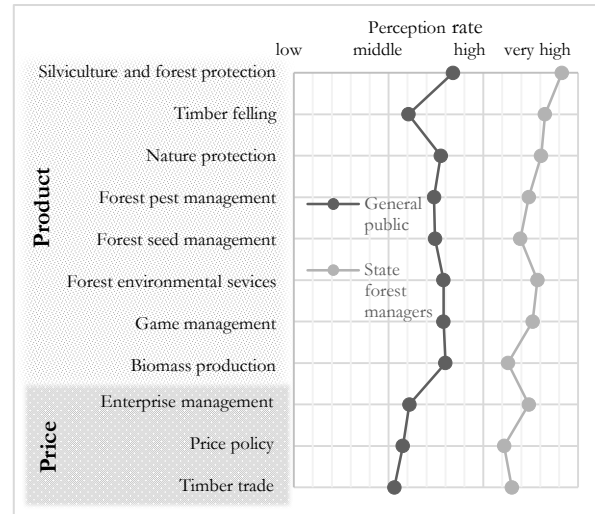 Perception rate
low middle high very high
Silviculture and forest protection
Timber felling
Nature protection
Forest pest management
Forest seed management
Forest environmental sevices
Game management
Biomass production
Enterprise management
Price policy
Timber trade
Product
Price
General
public
State
forest
managers